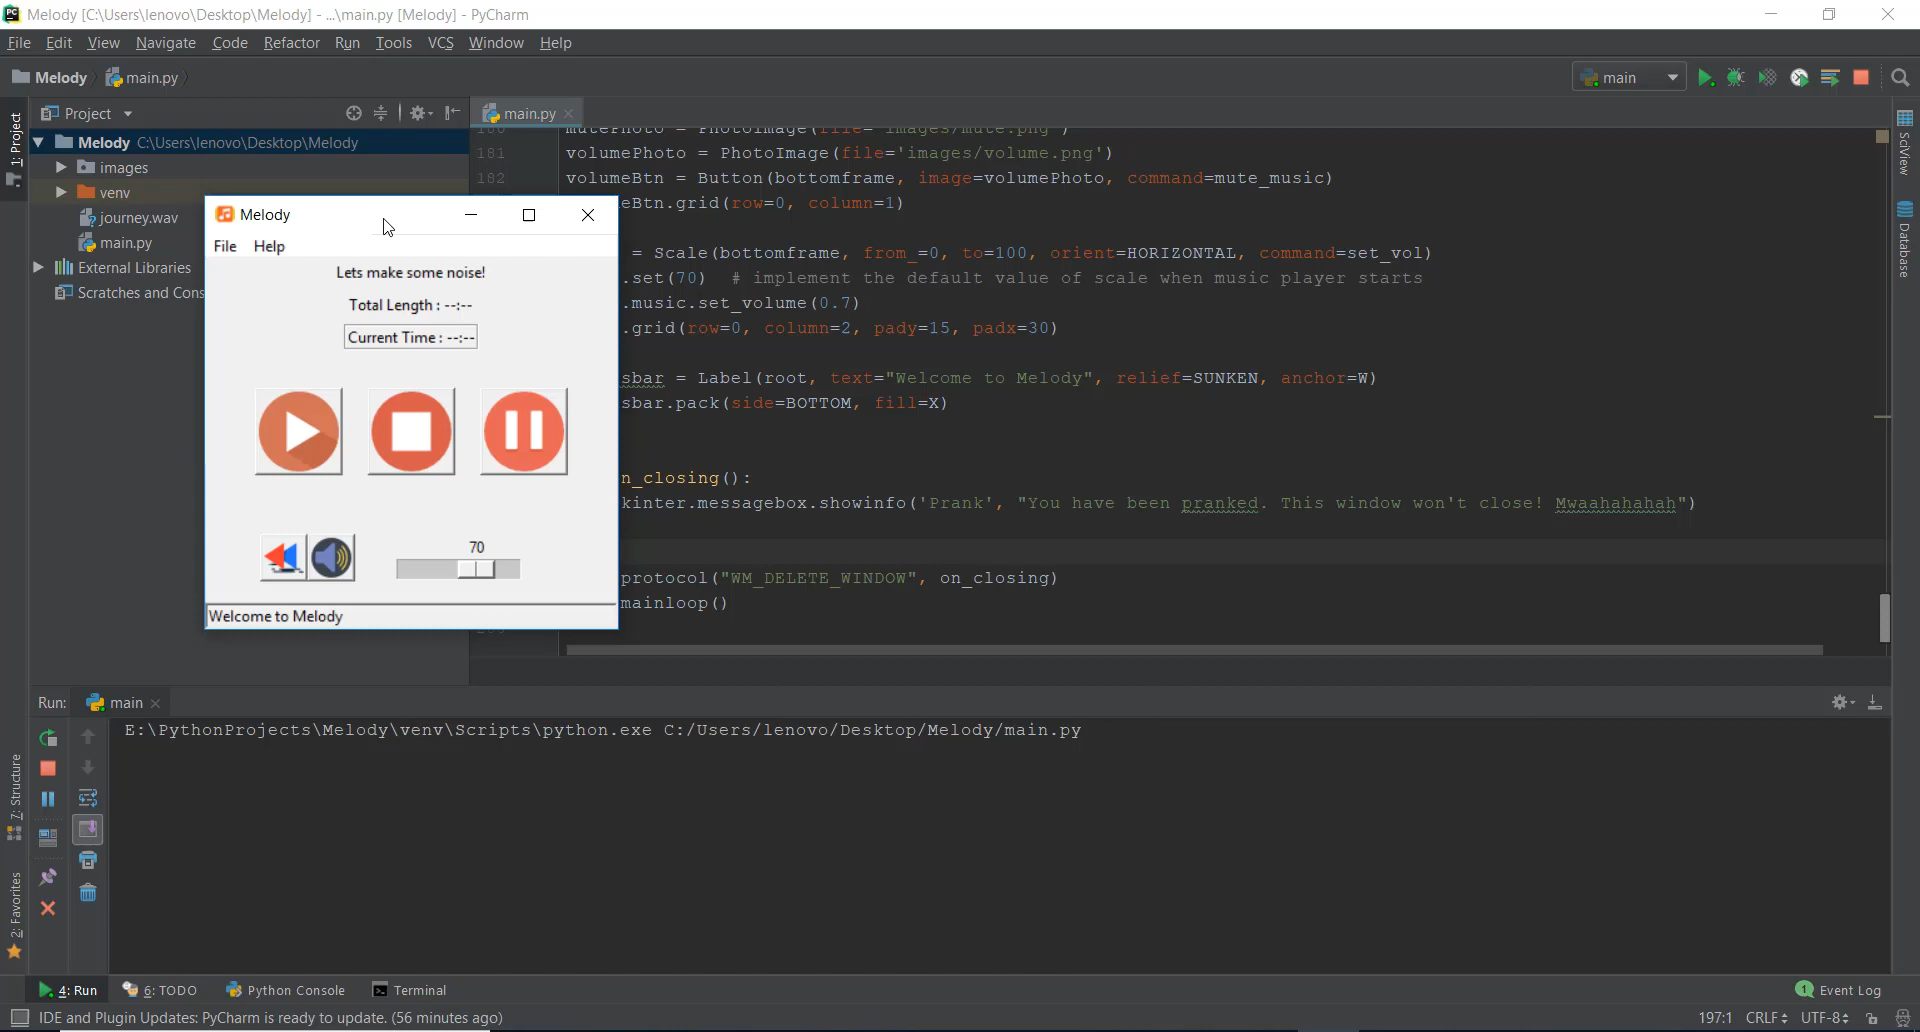 Melody [C:\Users\lenovo\Desktop\Melody] - ...\main.py [Melody] - PyCharm
File Edit View Navigate Code Refactor Run Tools VCS Window Help
Melody main.py main
1: Project
Project
main.py
Melody C:\Users\lenovo\Desktop\Melody
images
venv
journey.wav
main.py
External Libraries
Scratches and Cons
181 volumePhoto = PhotoImage(file='images/volume.png')
182 volumeBtn = Button(bottomframe, image=volumePhoto, command=mute_music)
eBtn.grid(row=0, column=1)
= Scale(bottomframe, from_=0, to=100, orient=HORIZONTAL, command=set_vol)
.set(70) # implement the default value of scale when music player starts
.music.set_volume(0.7)
.grid(row=0, column=2, pady=15, padx=30)
sbar = Label(root, text="Welcome to Melody", relief=SUNKEN, anchor=W)
sbar.pack(side=BOTTOM, fill=X)
n_closing():
kinter.messagebox.showinfo('Prank', "You have been pranked. This window won't close! Mwaahahahah")
protocol("WM_DELETE_WINDOW", on_closing)
mainloop()
SciView
Database
Melody
File Help
Lets make some noise!
Total Length : --:--
Current Time : --:--
70
Welcome to Melody
Run: main
E:\PythonProjects\Melody\venv\Scripts\python.exe C:/Users/lenovo/Desktop/Melody/main.py
7: Structure
2: Favorites
4: Run 6: TODO Python Console Terminal 1 Event Log
IDE and Plugin Updates: PyCharm is ready to update. (56 minutes ago) 197:1 CRLF UTF-8